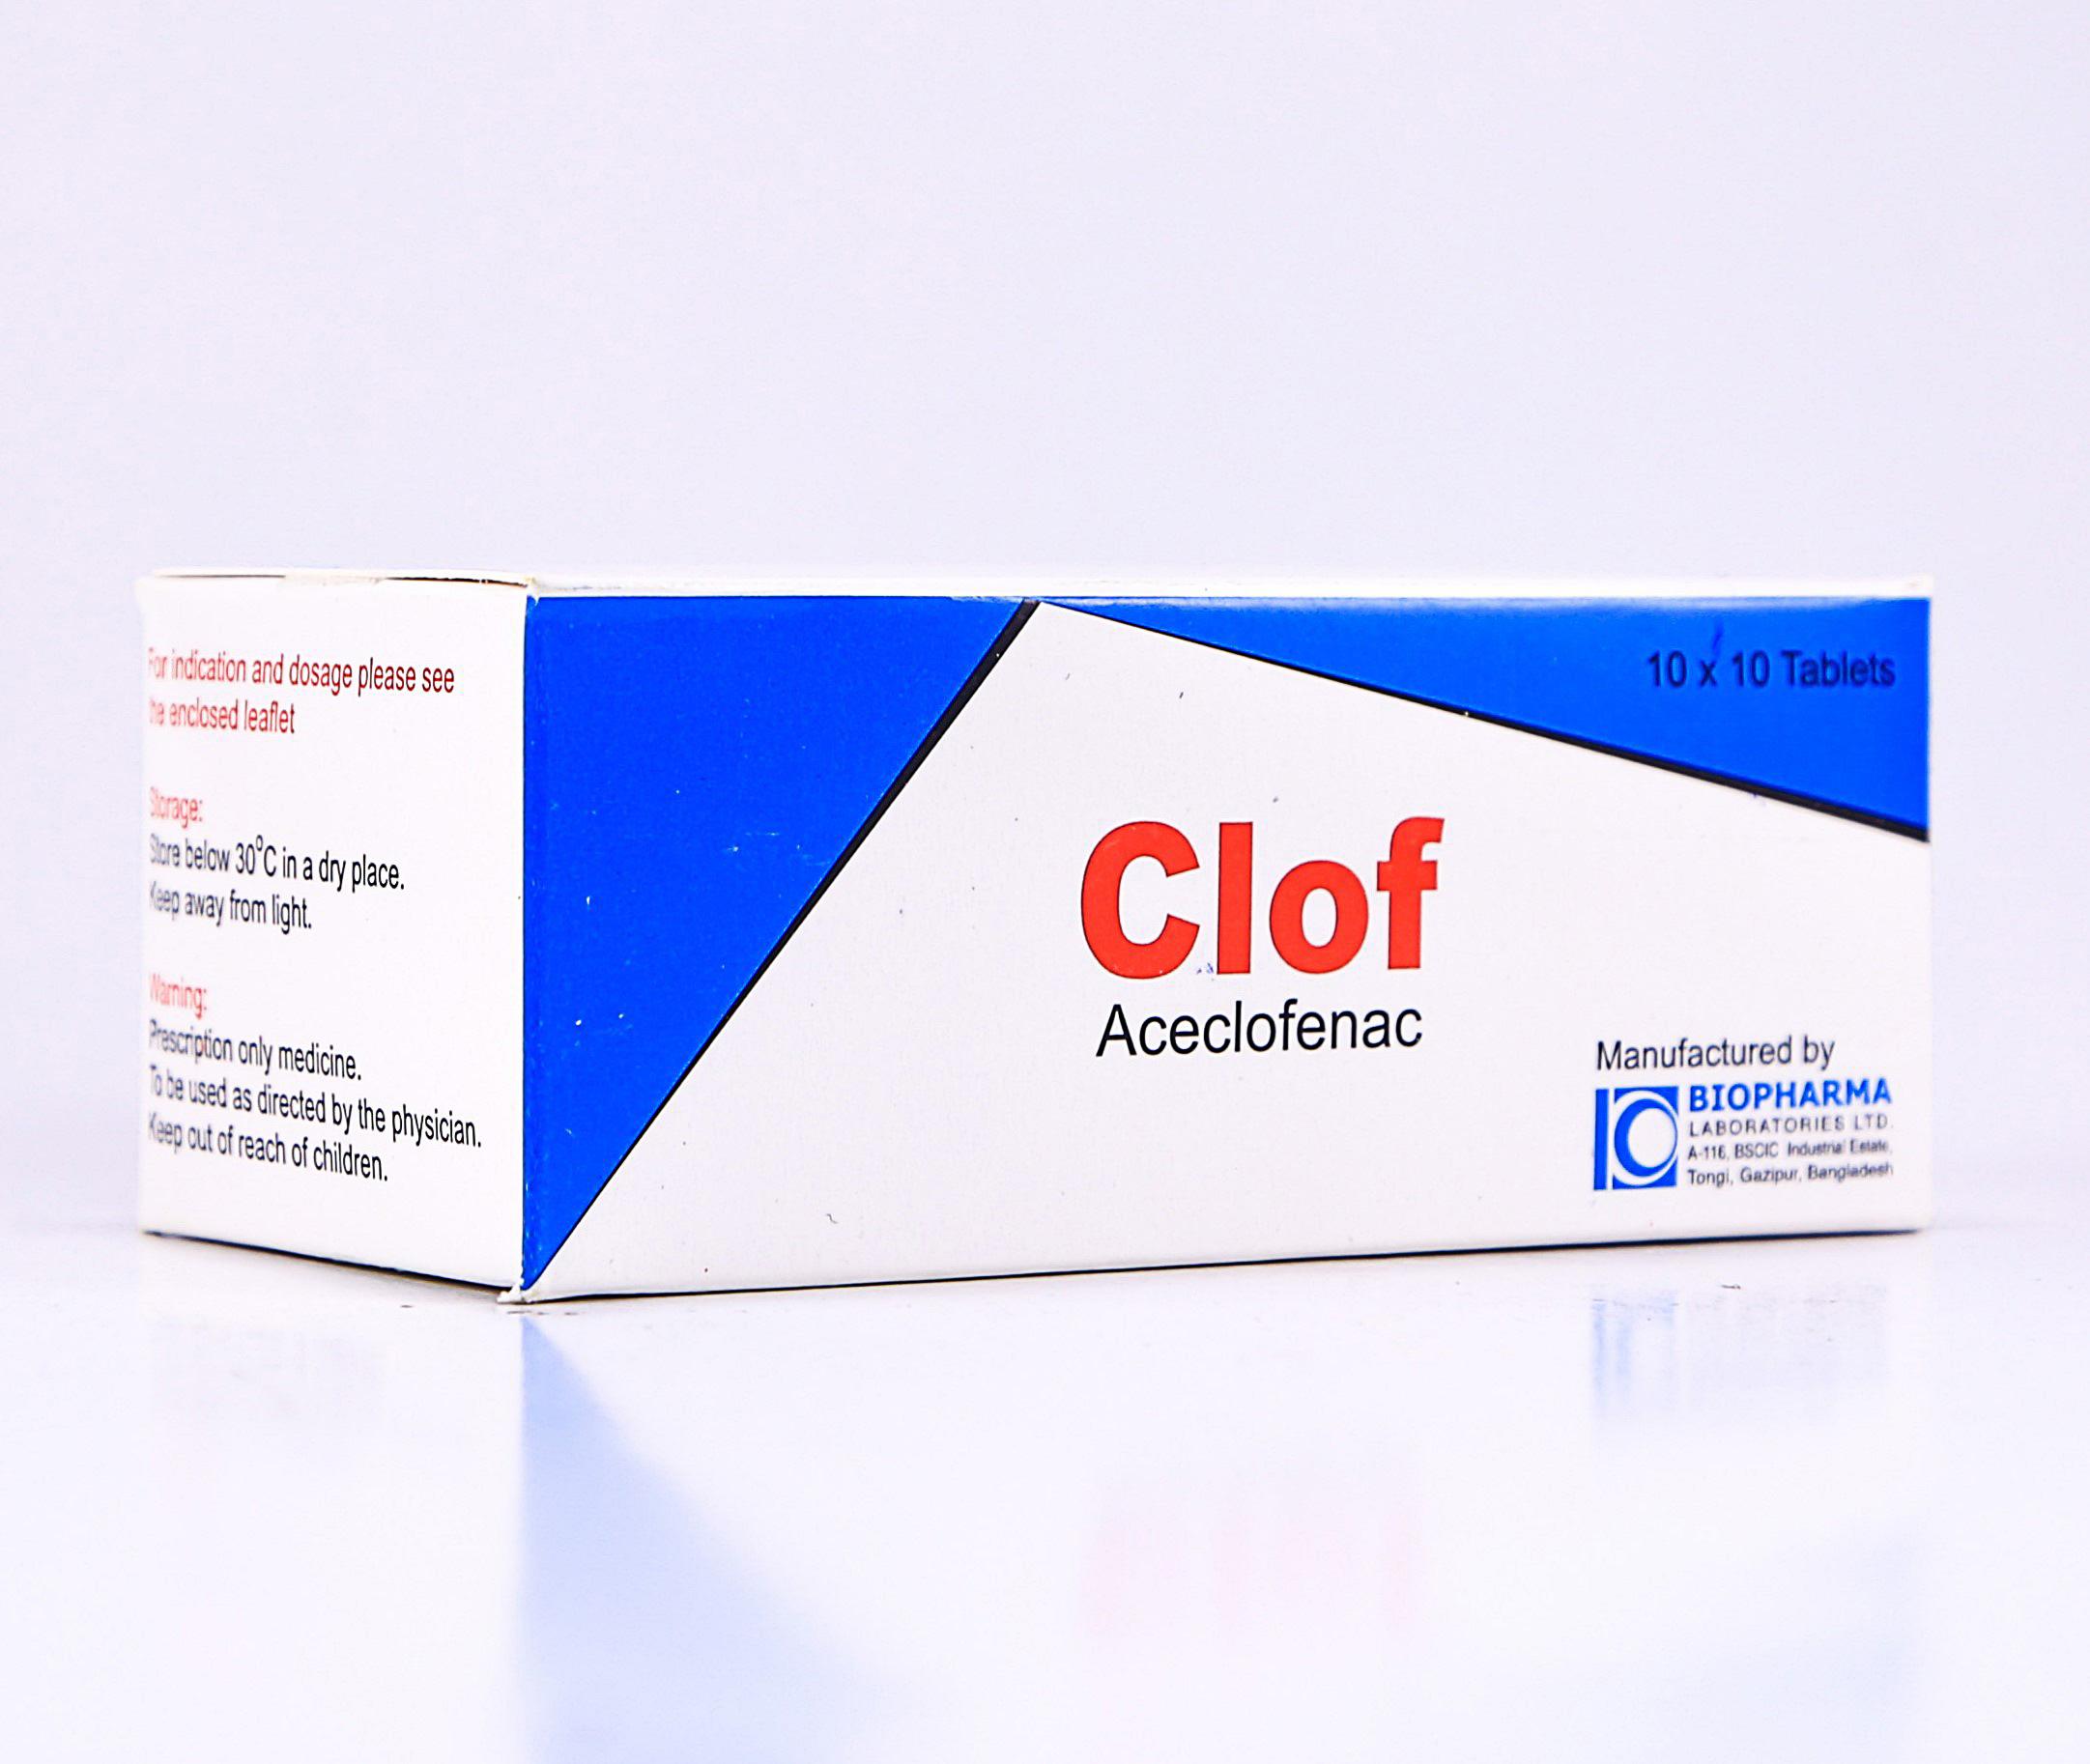 For indication and dosage please see
the enclosed leaflet
Storage:
Store below 30°C in a dry place.
Keep away from light.
Warning:
Prescription only medicine.
To be used as directed by the physician.
Keep out of reach of children.
10 x 10 Tablets
Clof
Aceclofenac
Manufactured by
BIOPHARMA
LABORATORIES LTD.
A-116, BSCIC Industrial Estate,
Tongi, Gazipur, Bangladesh